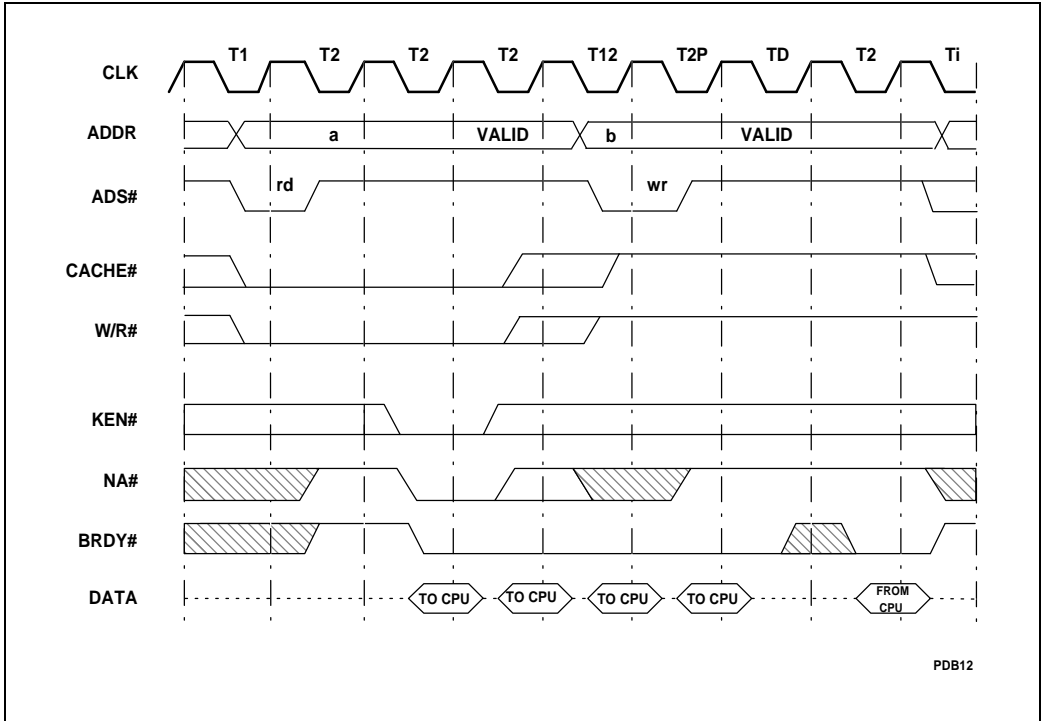 T1 T2 T2 T2 T12 T2P TD T2 Ti
CLK
ADDR a VALID b VALID
ADS# rd wr
CACHE#
W/R#
KEN#
NA#
BRDY#
DATA TO CPU TO CPU TO CPU TO CPU FROM
CPU
PDB12